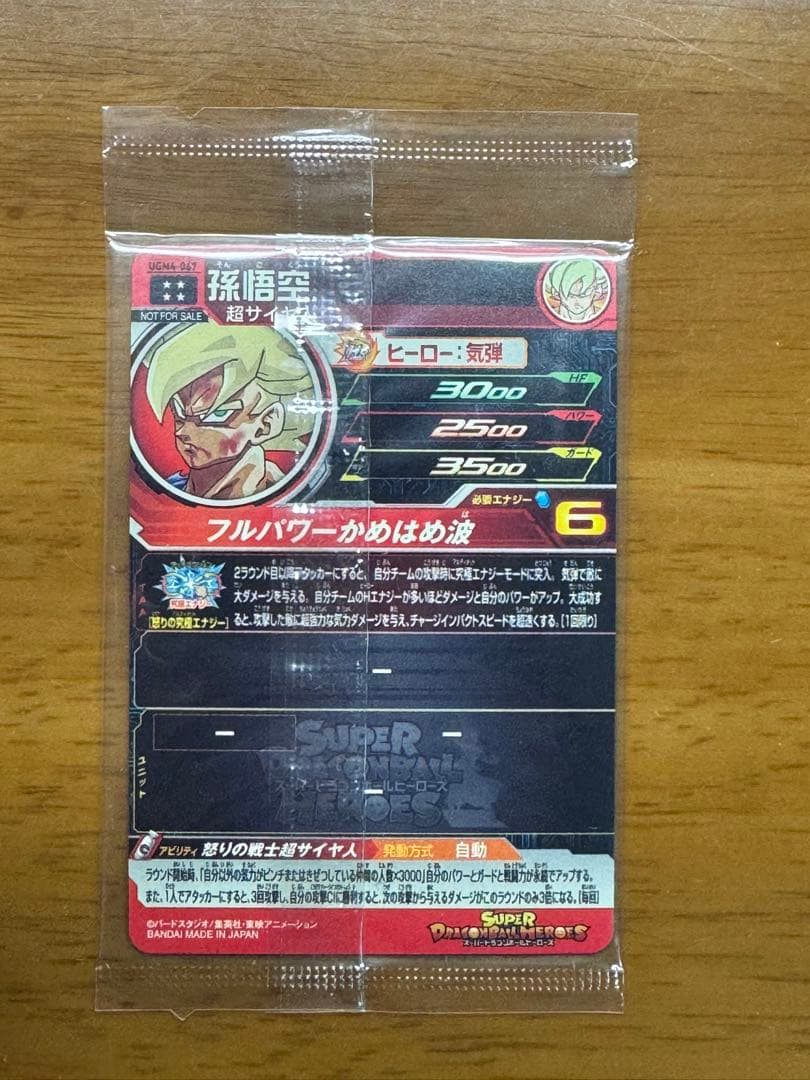 UGM4-067
孫悟空
NOT FOR SALE
超サイヤ人
ヒーロー：気弾
HP
3000
パワー
2500
ガード
3500
必要エナジー 6
フルパワーかめはめ波
究極エナジー
[怒りの究極エナジー]
2ラウンド目以降アタッカーにすると、自分チームの攻撃時に究極エナジーモードに突入。気弾で敵に
大ダメージを与える。自分チームのHエナジーが多いほどダメージと自分のパワーがアップ。大成功す
ると、攻撃した敵に超強力な気力ダメージを与え、チャージインパクトスピードを超速くする。[1回限り]
ー
ユニット
ー ー
ー
SUPER
DRAGONBALL
スーパードラゴンボールヒーローズ
HEROES
アビリティ 怒りの戦士超サイヤ人 発動方式 自動
ラウンド開始時、「自分以外の気力がピンチまたはきぜつしている仲間の人数×3000」自分のパワーとガードと戦闘力が永続でアップする。
また、1人でアタッカーにすると、3回攻撃し、自分の攻撃CIに勝利すると、次の攻撃から与えるダメージがこのラウンドのみ3倍になる。[毎回]
©バードスタジオ/集英社・東映アニメーション
BANDAI MADE IN JAPAN
SUPER
DRAGONBALL HEROES
スーパードラゴンボールヒーローズ